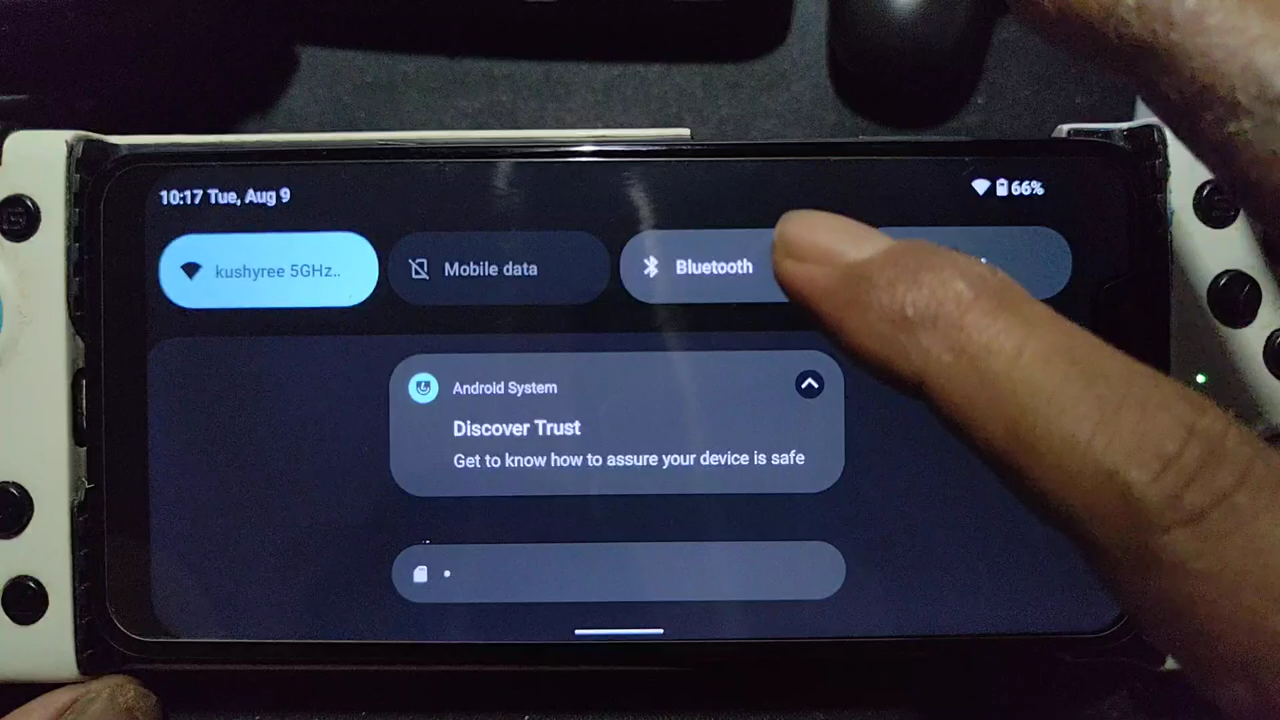 10:17 Tue, Aug 9
66%
kushyree 5GHz..
Mobile data
Bluetooth
Android System
Discover Trust
Get to know how to assure your device is safe